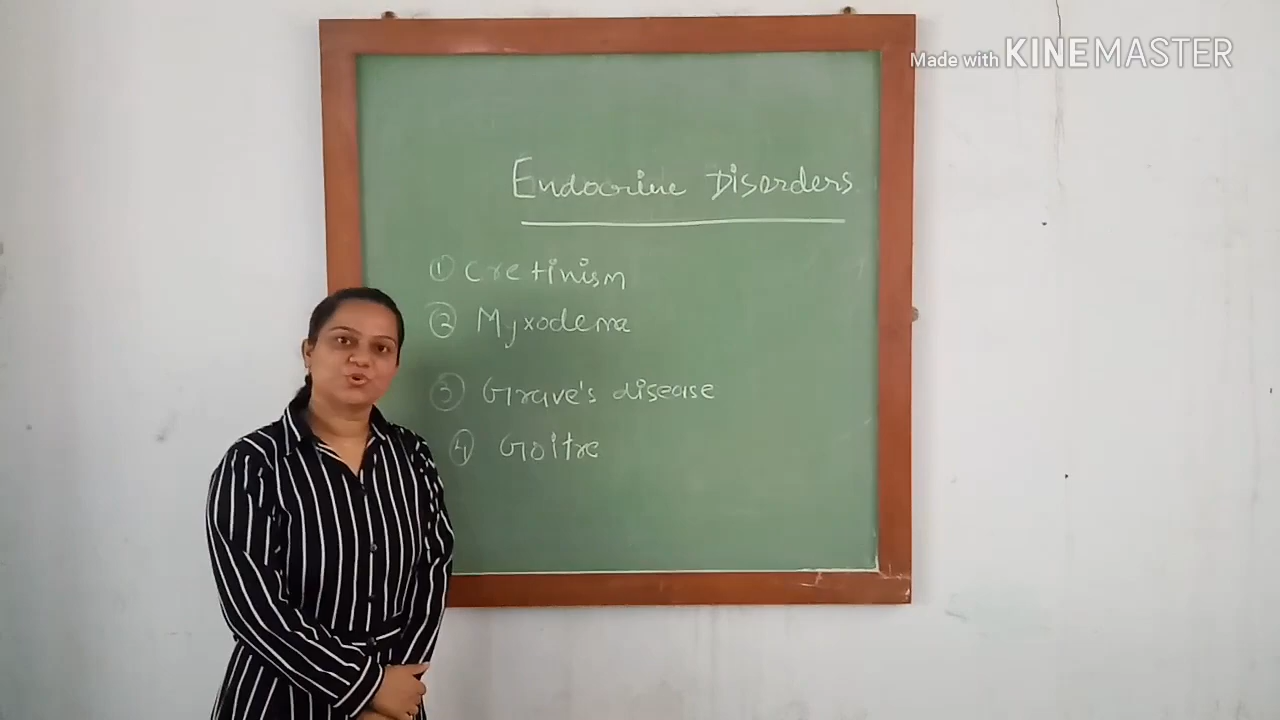 Made with KINEMASTER
Endocrine Disorders
① Cretinism
② Myxodema
③ Grave's disease
④ Goitre